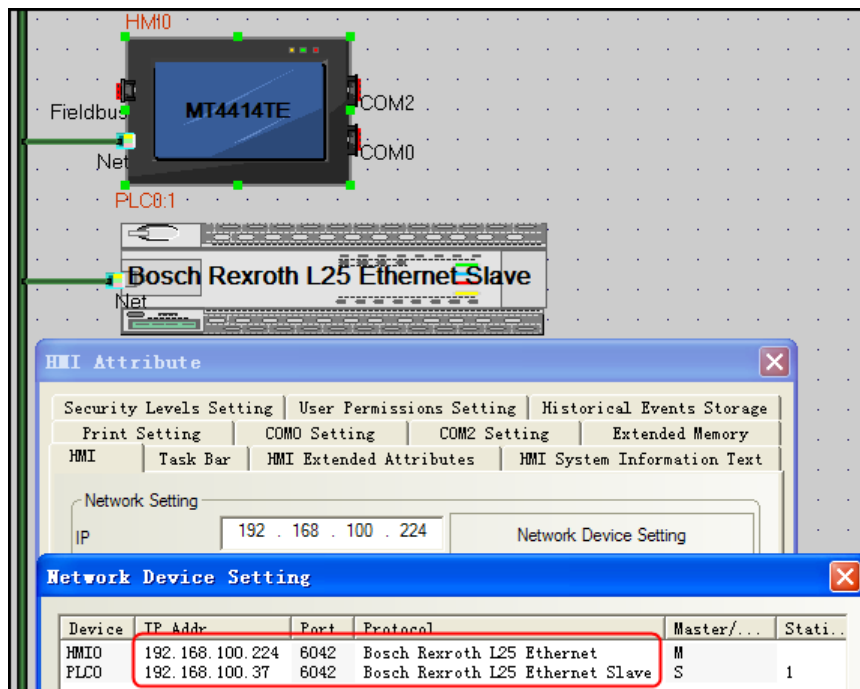 HMI0
MT4414TE
Fieldbus
COM2
Net
COM0
PLC0:1
Bosch Rexroth L25 Ethernet Slave
Net
HMI Attribute
Security Levels Setting User Permissions Setting Historical Events Storage
Print Setting COM0 Setting COM2 Setting Extended Memory
HMI Task Bar HMI Extended Attributes HMI System Information Text
Network Setting
IP 192 . 168 . 100 . 224 Network Device Setting
Network Device Setting
Device IP Addr Port Protocol Master/... Stati..
HMI0 192.168.100.224 6042 Bosch Rexroth L25 Ethernet M
PLC0 192.168.100.37 6042 Bosch Rexroth L25 Ethernet Slave S 1